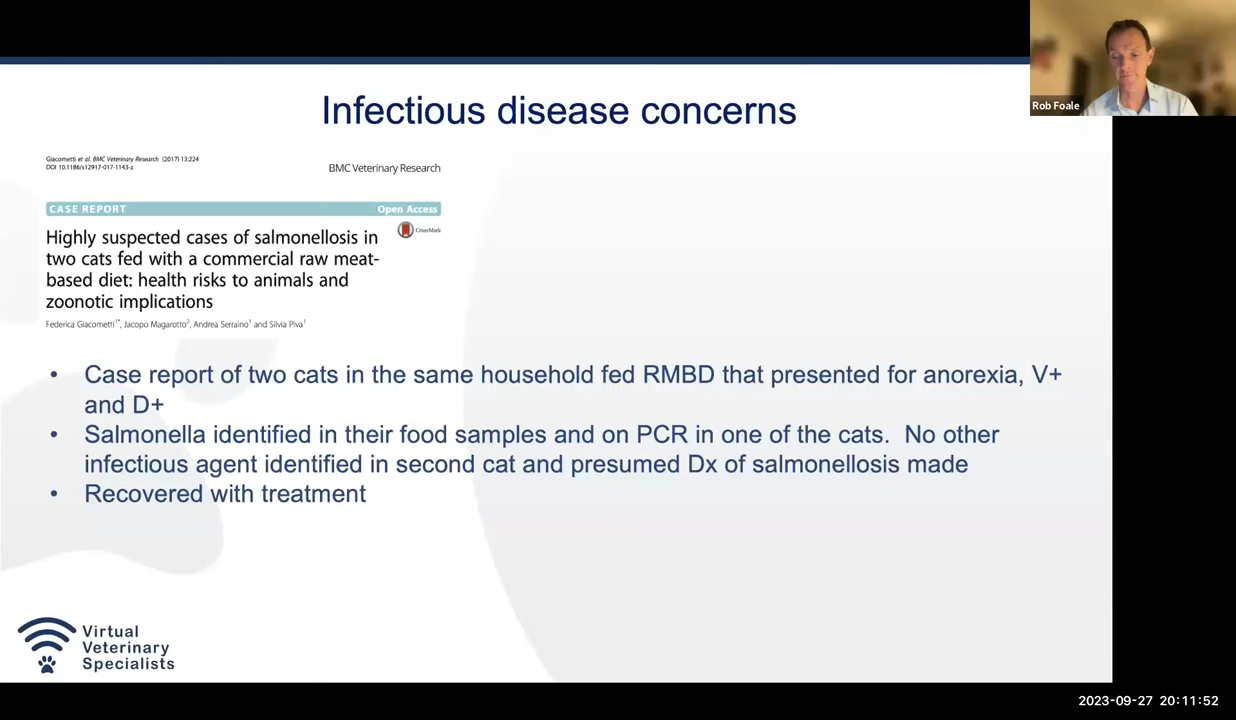 Infectious disease concerns
Rob Foale
Giacometti et al. BMC Veterinary Research (2017) 13:224
DOI 10.1186/s12917-017-1143-z
BMC Veterinary Research
CASE REPORT
Open Access
CrossMark
Highly suspected cases of salmonellosis in
two cats fed with a commercial raw meat-
based diet: health risks to animals and
zoonotic implications
Federica Giacometti1*, Jacopo Magarotto2, Andrea Serraino1 and Silvia Piva1
• Case report of two cats in the same household fed RMBD that presented for anorexia, V+
and D+
• Salmonella identified in their food samples and on PCR in one of the cats.  No other
infectious agent identified in second cat and presumed Dx of salmonellosis made
• Recovered with treatment
Virtual
Veterinary
Specialists
2023-09-27 20:11:52